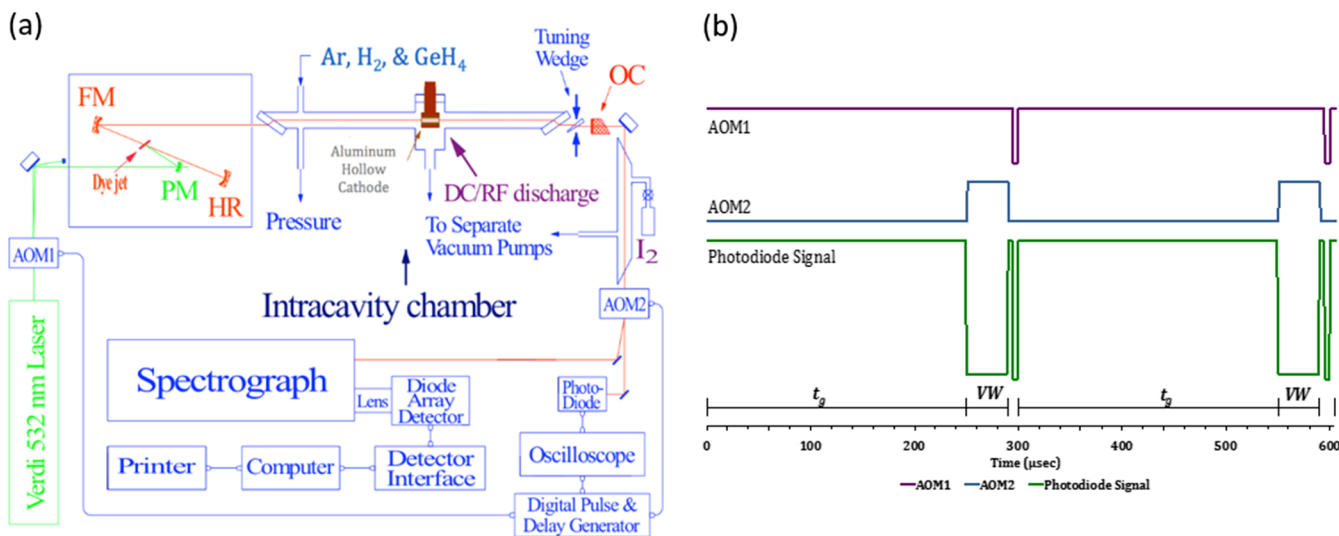 (a)
Ar, H2, & GeH4
Tuning
Wedge
OC
FM
Dye jet
PM
HR
Aluminum
Hollow
Cathode
DC/RF discharge
Pressure
To Separate
Vacuum Pumps
I2
AOM1
Intracavity chamber
AOM2
Verdi 532 nm Laser
Spectrograph
Lens
Diode
Array
Detector
Photo-
Diode
Printer
Computer
Detector
Interface
Oscilloscope
Digital Pulse &
Delay Generator
(b)
AOM1
AOM2
Photodiode Signal
tg
VW
tg
VW
0 100 200 300 400 500 600
Time (μsec)
AOM1 AOM2 Photodiode Signal